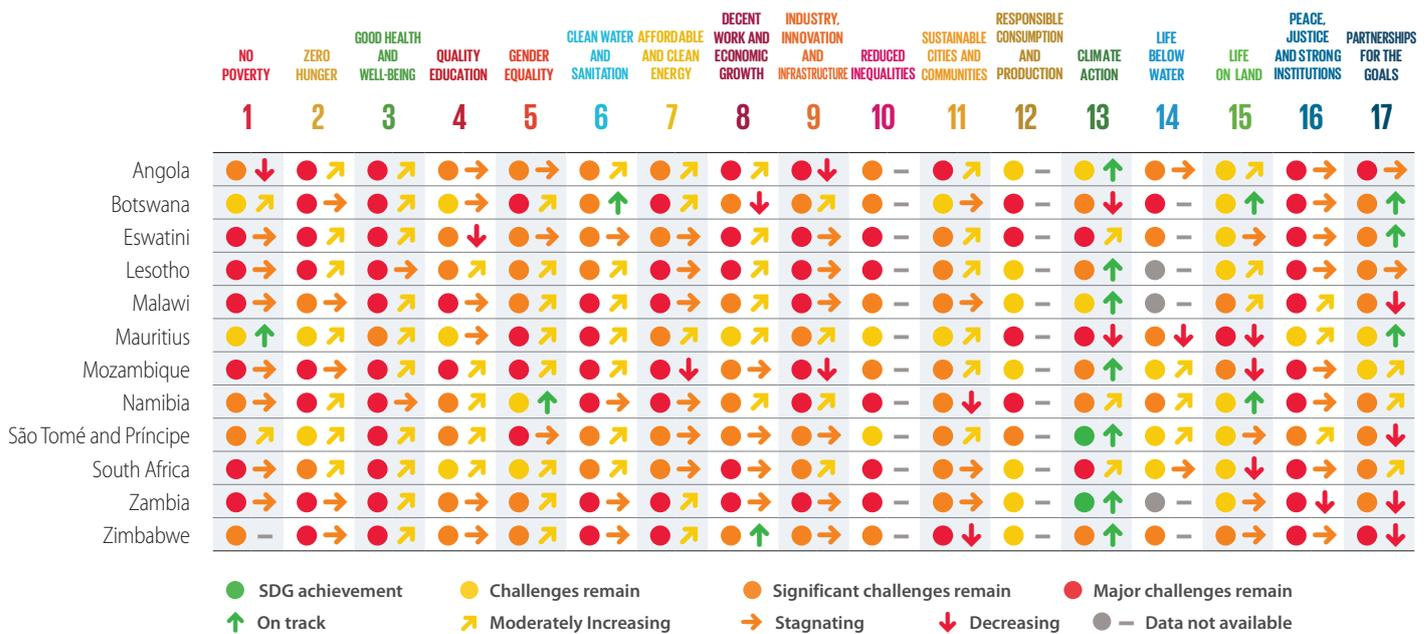 NO POVERTY
ZERO HUNGER
GOOD HEALTH AND WELL-BEING
QUALITY EDUCATION
GENDER EQUALITY
CLEAN WATER AND SANITATION
AFFORDABLE AND CLEAN ENERGY
DECENT WORK AND ECONOMIC GROWTH
INDUSTRY, INNOVATION AND INFRASTRUCTURE
REDUCED INEQUALITIES
SUSTAINABLE CITIES AND COMMUNITIES
RESPONSIBLE CONSUMPTION AND PRODUCTION
CLIMATE ACTION
LIFE BELOW WATER
LIFE ON LAND
PEACE, JUSTICE AND STRONG INSTITUTIONS
PARTNERSHIPS FOR THE GOALS
1 2 3 4 5 6 7 8 9 10 11 12 13 14 15 16 17
Angola
Botswana
Eswatini
Lesotho
Malawi
Mauritius
Mozambique
Namibia
São Tomé and Príncipe
South Africa
Zambia
Zimbabwe
SDG achievement Challenges remain Significant challenges remain Major challenges remain
On track Moderately Increasing Stagnating Decreasing Data not available